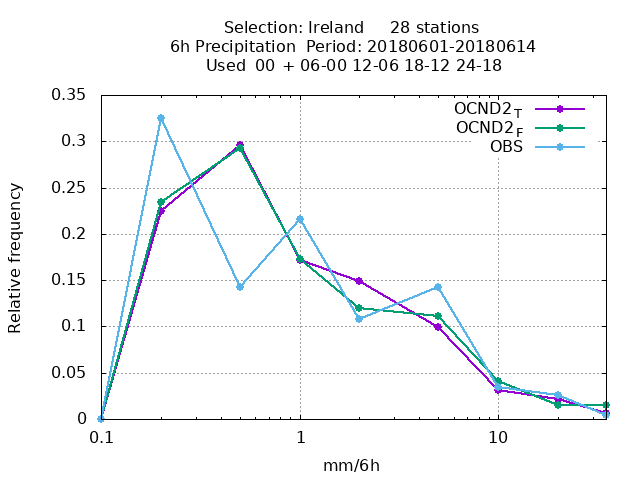 Selection: Ireland 28 stations
6h Precipitation Period: 20180601-20180614
Used 00 + 06-00 12-06 18-12 24-18
OCND2T
OCND2F
OBS
0.35
0.3
0.25
0.2
0.15
0.1
0.05
0
Relative frequency
0.1 1 10
mm/6h